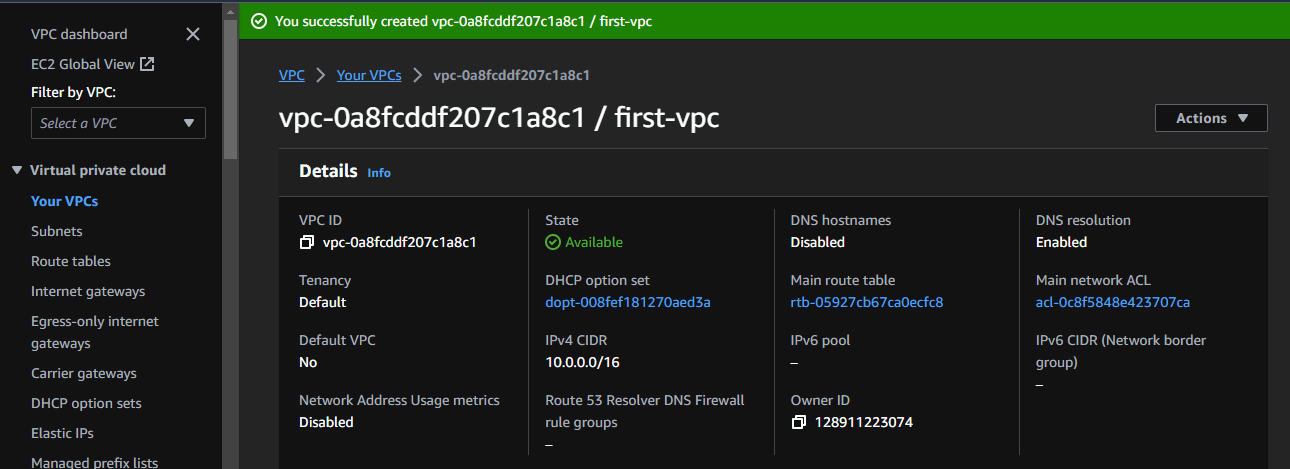 You successfully created vpc-0a8fcddf207c1a8c1 / first-vpc
VPC dashboard
EC2 Global View
Filter by VPC:
Select a VPC
Virtual private cloud
Your VPCs
Subnets
Route tables
Internet gateways
Egress-only internet
gateways
Carrier gateways
DHCP option sets
Elastic IPs
Managed prefix lists
VPC > Your VPCs > vpc-0a8fcddf207c1a8c1
vpc-0a8fcddf207c1a8c1 / first-vpc
Actions
Details Info
VPC ID
vpc-0a8fcddf207c1a8c1
State
Available
DNS hostnames
Disabled
DNS resolution
Enabled
Tenancy
Default
DHCP option set
dopt-008fef181270aed3a
Main route table
rtb-05927cb67ca0ecfc8
Main network ACL
acl-0c8f5848e423707ca
Default VPC
No
IPv4 CIDR
10.0.0.0/16
IPv6 pool
–
IPv6 CIDR (Network border
group)
–
Network Address Usage metrics
Disabled
Route 53 Resolver DNS Firewall
rule groups
–
Owner ID
128911223074